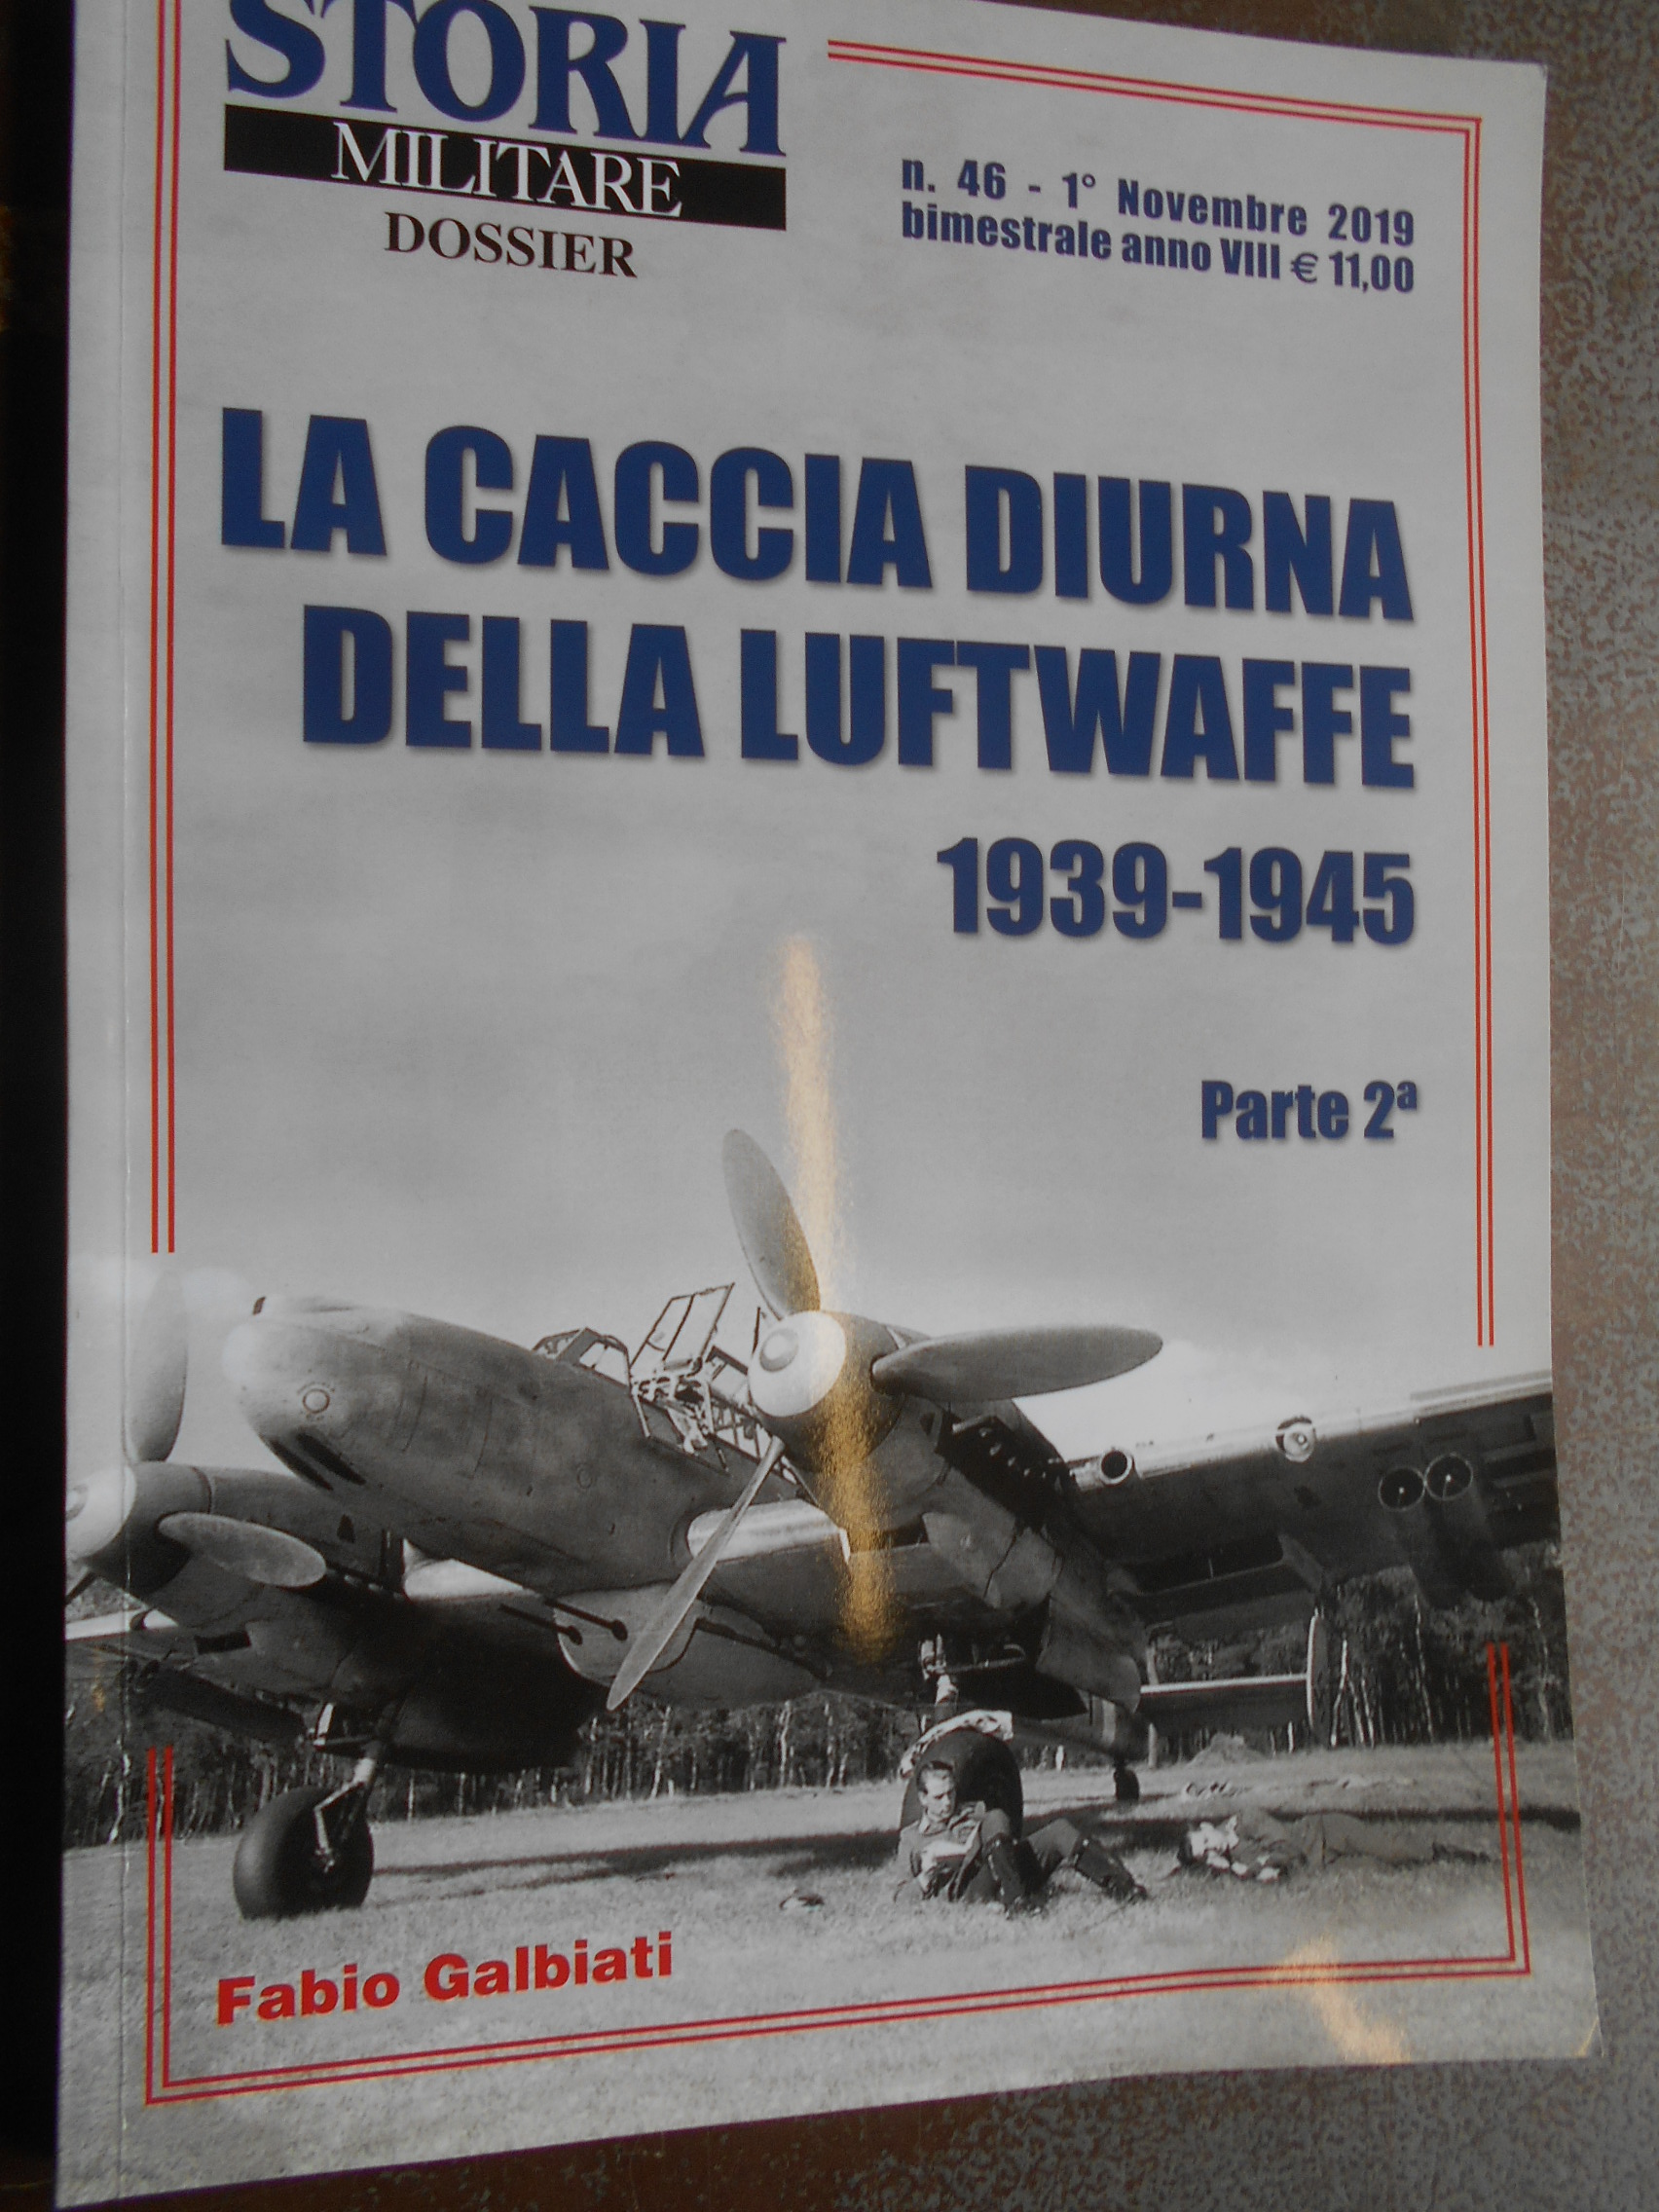 STORIA
MILITARE
DOSSIER
n. 46 - 1° Novembre 2019
bimestrale anno VIII € 11,00
LA CACCIA DIURNA
DELLA LUFTWAFFE
1939-1945
Parte 2ª
Fabio Galbiati